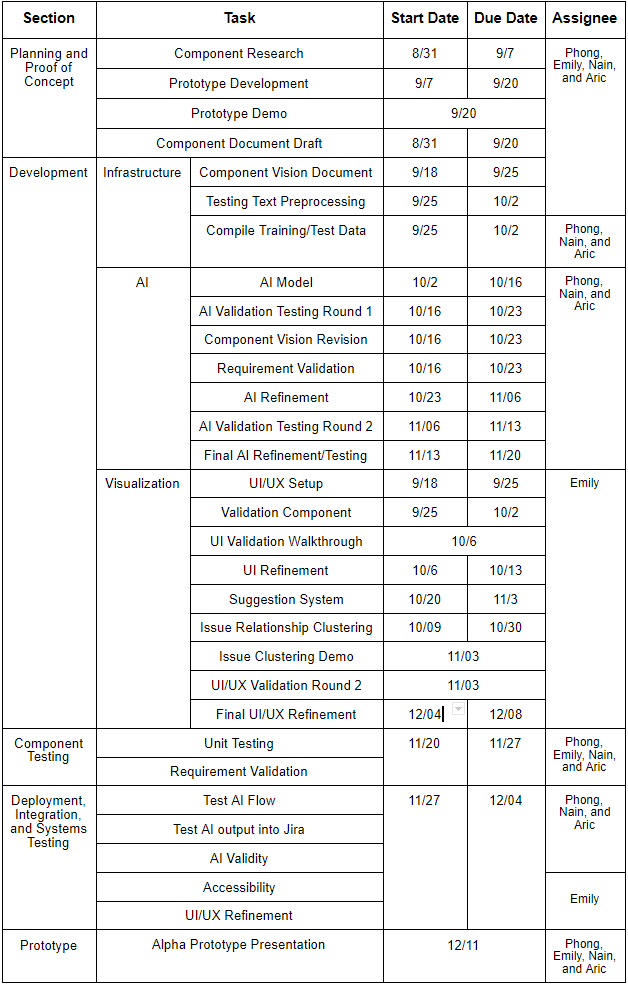 Section Task Start Date Due Date Assignee
Planning and Proof of Concept Component Research 8/31 9/7 Phong, Emily, Nain, and Aric
Prototype Development 9/7 9/20
Prototype Demo 9/20
Component Document Draft 8/31 9/20
Development Infrastructure Component Vision Document 9/18 9/25
Testing Text Preprocessing 9/25 10/2
Compile Training/Test Data 9/25 10/2 Phong, Nain, and Aric
AI AI Model 10/2 10/16 Phong, Nain, and Aric
AI Validation Testing Round 1 10/16 10/23
Component Vision Revision 10/16 10/23
Requirement Validation 10/16 10/23
AI Refinement 10/23 11/06
AI Validation Testing Round 2 11/06 11/13
Final AI Refinement/Testing 11/13 11/20
Visualization UI/UX Setup 9/18 9/25 Emily
Validation Component 9/25 10/2
UI Validation Walkthrough 10/6
UI Refinement 10/6 10/13
Suggestion System 10/20 11/3
Issue Relationship Clustering 10/09 10/30
Issue Clustering Demo 11/03
UI/UX Validation Round 2 11/03
Final UI/UX Refinement 12/04 12/08
Component Testing Unit Testing 11/20 11/27 Phong, Emily, Nain, and Aric
Requirement Validation
Deployment, Integration, and Systems Testing Test AI Flow 11/27 12/04 Phong, Nain, and Aric
Test AI output into Jira
AI Validity
Accessibility Emily
UI/UX Refinement
Prototype Alpha Prototype Presentation 12/11 Phong, Emily, Nain, and Aric